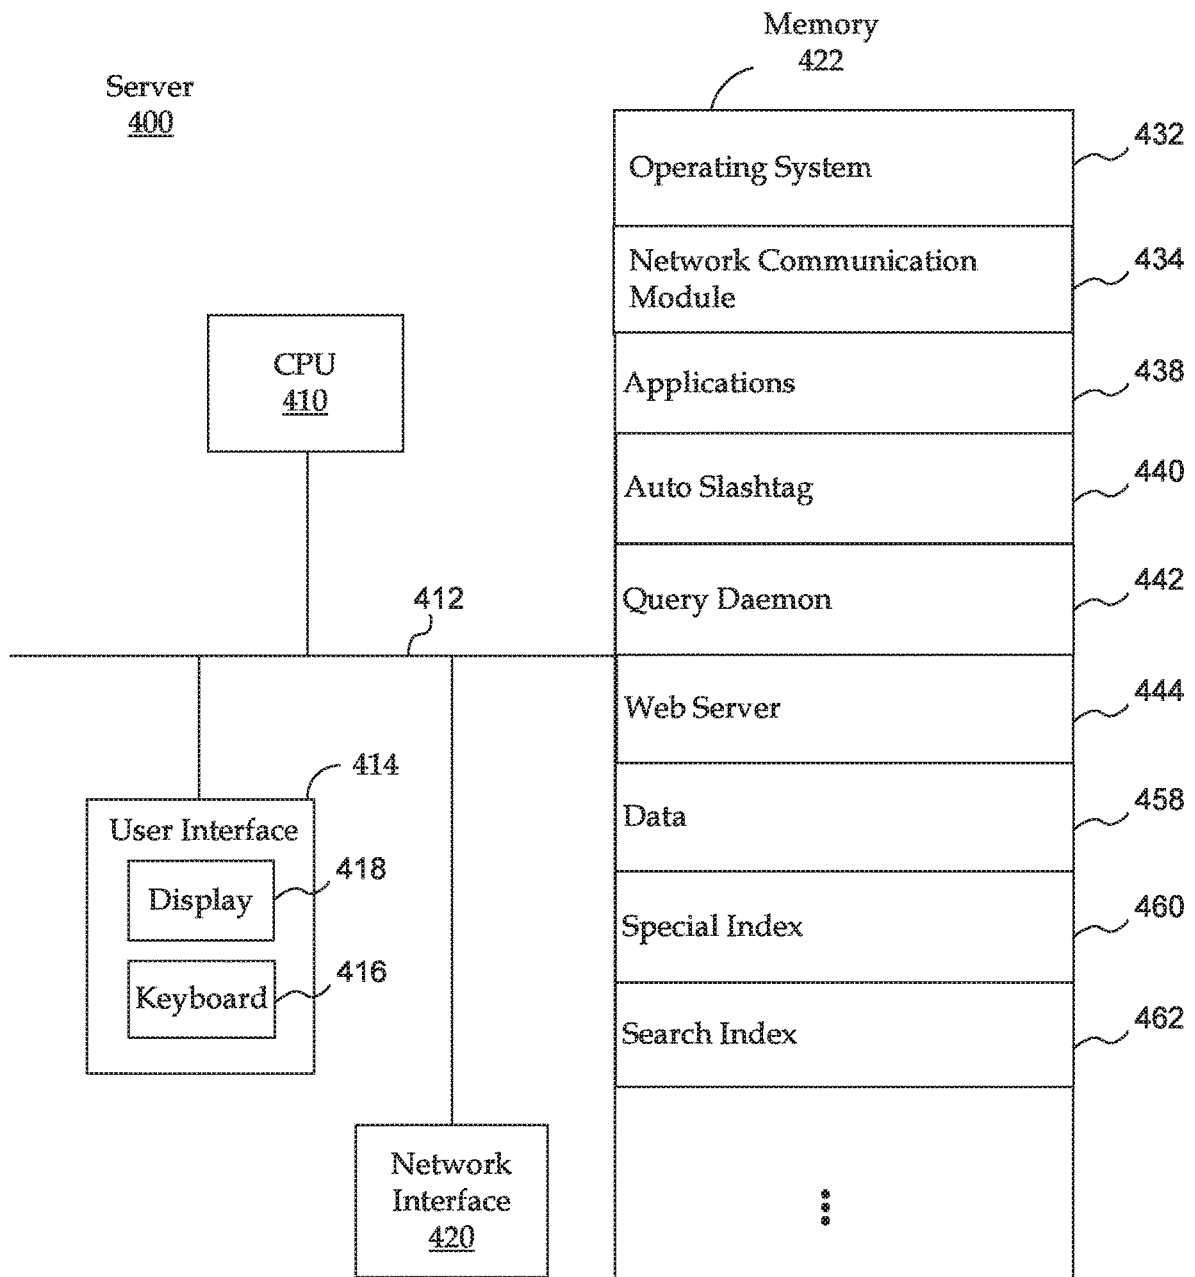 Memory
422
Server
400
Operating System
432
Network Communication
Module
434
CPU
410
Applications
438
Auto Slashtag
440
Query Daemon
442
412
Web Server
444
414
User Interface
Data
458
Display
418
Special Index
460
Keyboard
416
Search Index
462
Network
Interface
420